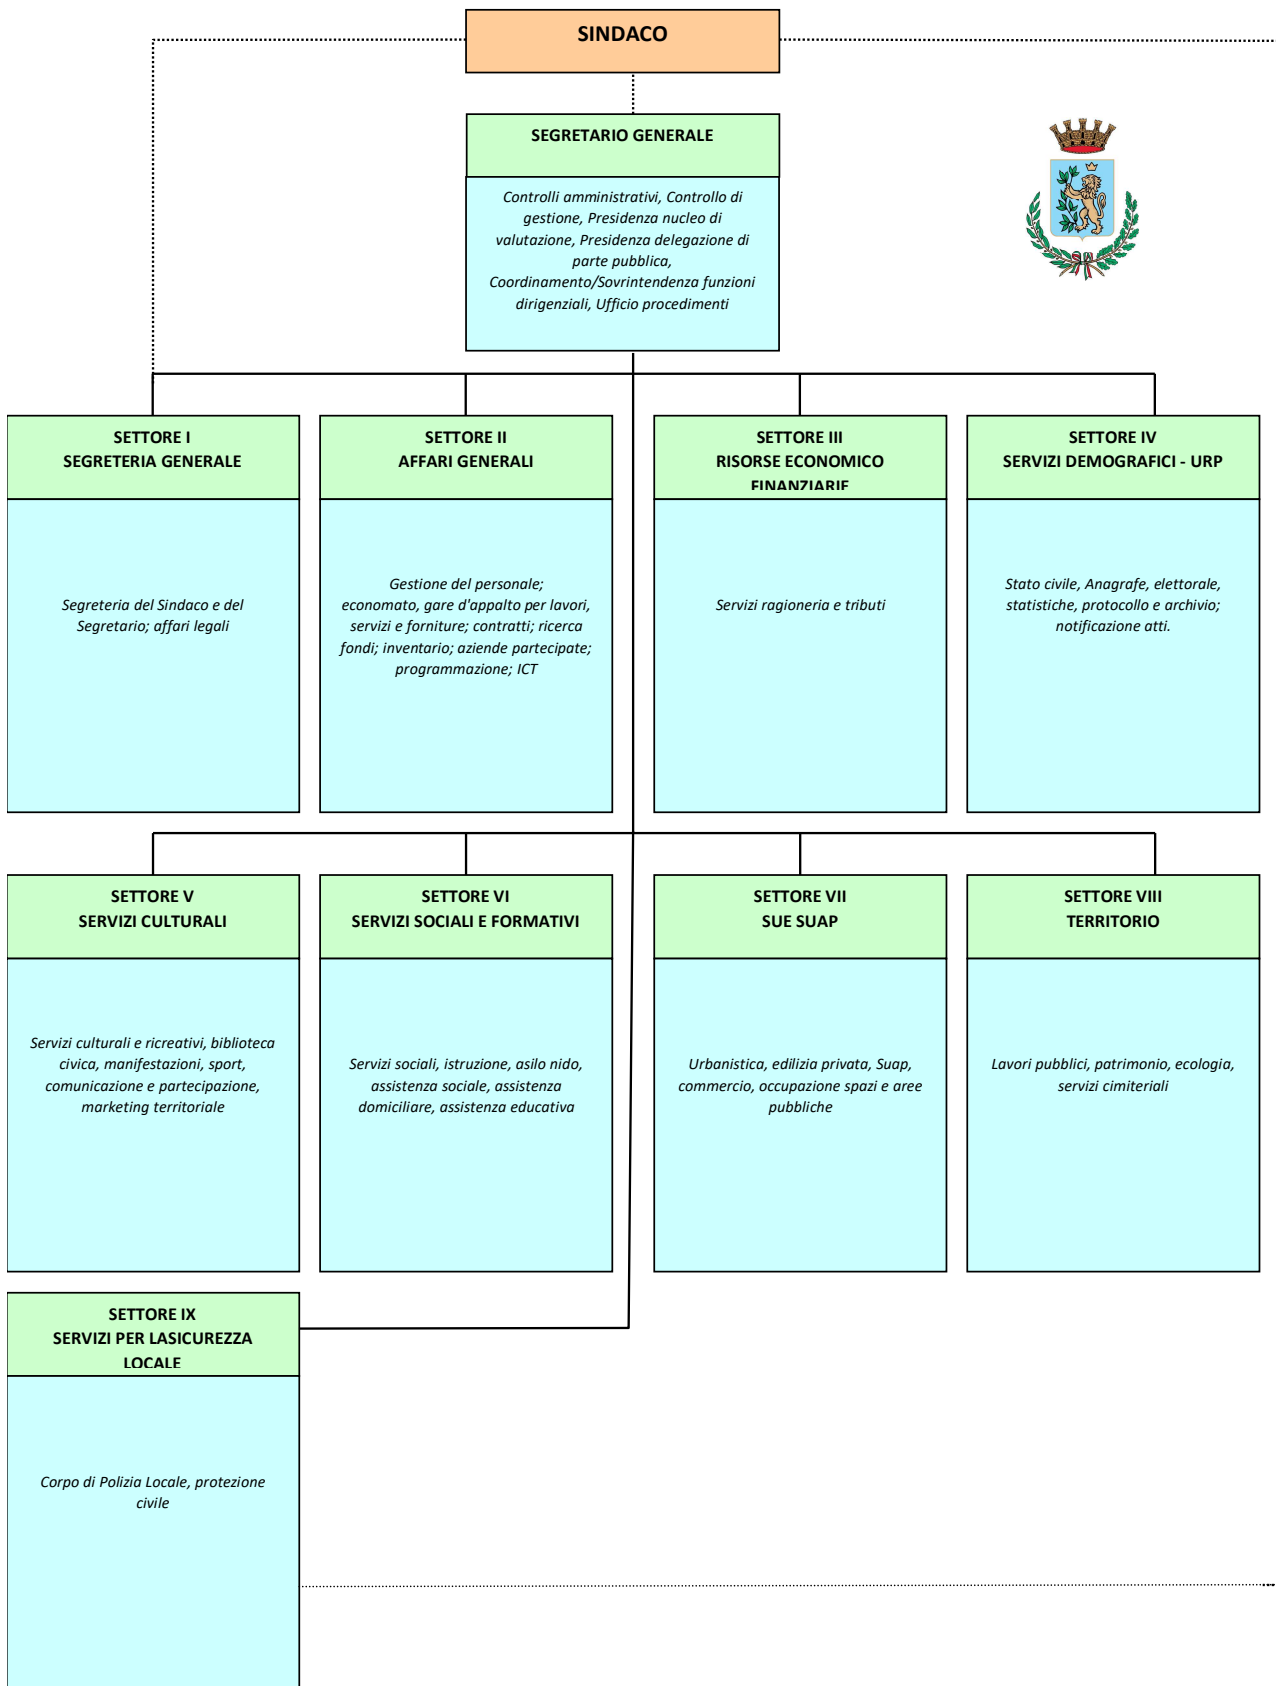 SINDACO
SEGRETARIO GENERALE
Controlli amministrativi, Controllo di
gestione, Presidenza nucleo di
valutazione, Presidenza delegazione di
parte pubblica,
Coordinamento/Sovrintendenza funzioni
dirigenziali, Ufficio procedimenti
SETTORE I
SEGRETERIA GENERALE
Segreteria del Sindaco e del
Segretario; affari legali
SETTORE II
AFFARI GENERALI
Gestione del personale;
economato, gare d'appalto per lavori,
servizi e forniture; contratti; ricerca
fondi; inventario; aziende partecipate;
programmazione; ICT
SETTORE III
RISORSE ECONOMICO
FINANZIARIE
Servizi ragioneria e tributi
SETTORE IV
SERVIZI DEMOGRAFICI - URP
Stato civile, Anagrafe, elettorale,
statistiche, protocollo e archivio;
notificazione atti.
SETTORE V
SERVIZI CULTURALI
Servizi culturali e ricreativi, biblioteca
civica, manifestazioni, sport,
comunicazione e partecipazione,
marketing territoriale
SETTORE VI
SERVIZI SOCIALI E FORMATIVI
Servizi sociali, istruzione, asilo nido,
assistenza sociale, assistenza
domiciliare, assistenza educativa
SETTORE VII
SUE SUAP
Urbanistica, edilizia privata, Suap,
commercio, occupazione spazi e aree
pubbliche
SETTORE VIII
TERRITORIO
Lavori pubblici, patrimonio, ecologia,
servizi cimiteriali
SETTORE IX
SERVIZI PER LASICUREZZA
LOCALE
Corpo di Polizia Locale, protezione
civile